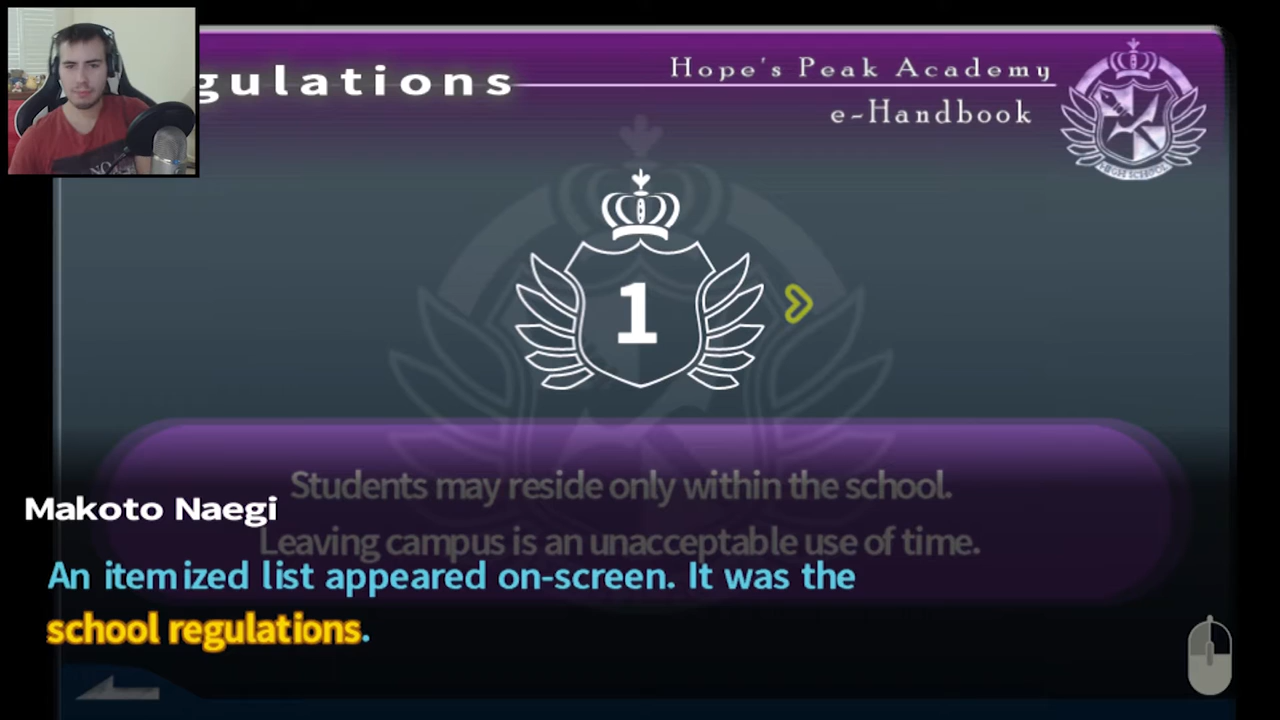 gulations
Hope's Peak Academy
e-Handbook
1
Students may reside only within the school.
Leaving campus is an unacceptable use of time.
Makoto Naegi
An itemized list appeared on-screen. It was the
school regulations.